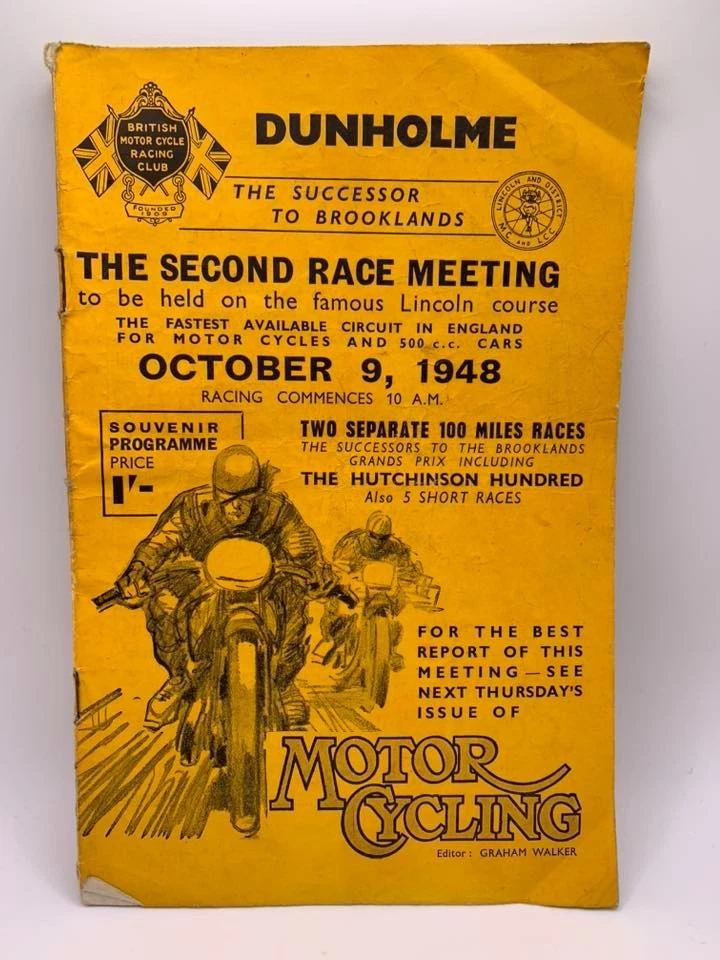 BRITISH
MOTOR CYCLE
RACING
CLUB
FOUNDED
1909
DUNHOLME
THE SUCCESSOR
TO BROOKLANDS
LINCOLN AND DISTRICT
MC AND LCC
THE SECOND RACE MEETING
to be held on the famous Lincoln course
THE FASTEST AVAILABLE CIRCUIT IN ENGLAND
FOR MOTOR CYCLES AND 500 c.c. CARS
OCTOBER 9, 1948
RACING COMMENCES 10 A.M.
SOUVENIR
PROGRAMME
PRICE
1/-
TWO SEPARATE 100 MILES RACES
THE SUCCESSORS TO THE BROOKLANDS
GRANDS PRIX INCLUDING
THE HUTCHINSON HUNDRED
Also 5 SHORT RACES
FOR THE BEST
REPORT OF THIS
MEETING — SEE
NEXT THURSDAY'S
ISSUE OF
MOTOR
CYCLING
Editor: GRAHAM WALKER